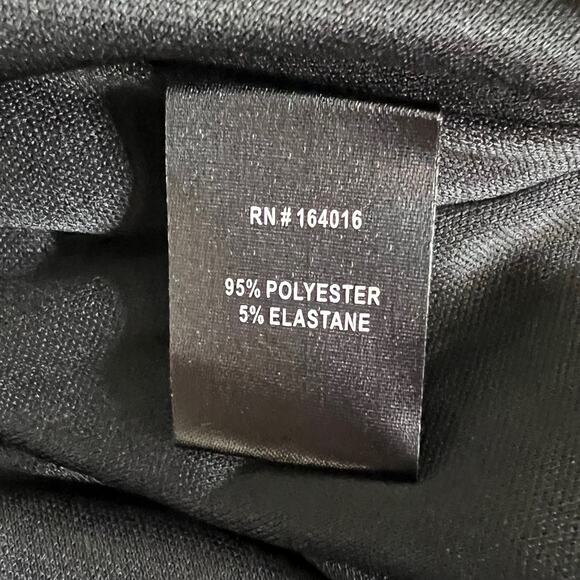 RN # 164016
95% POLYESTER
5% ELASTANE